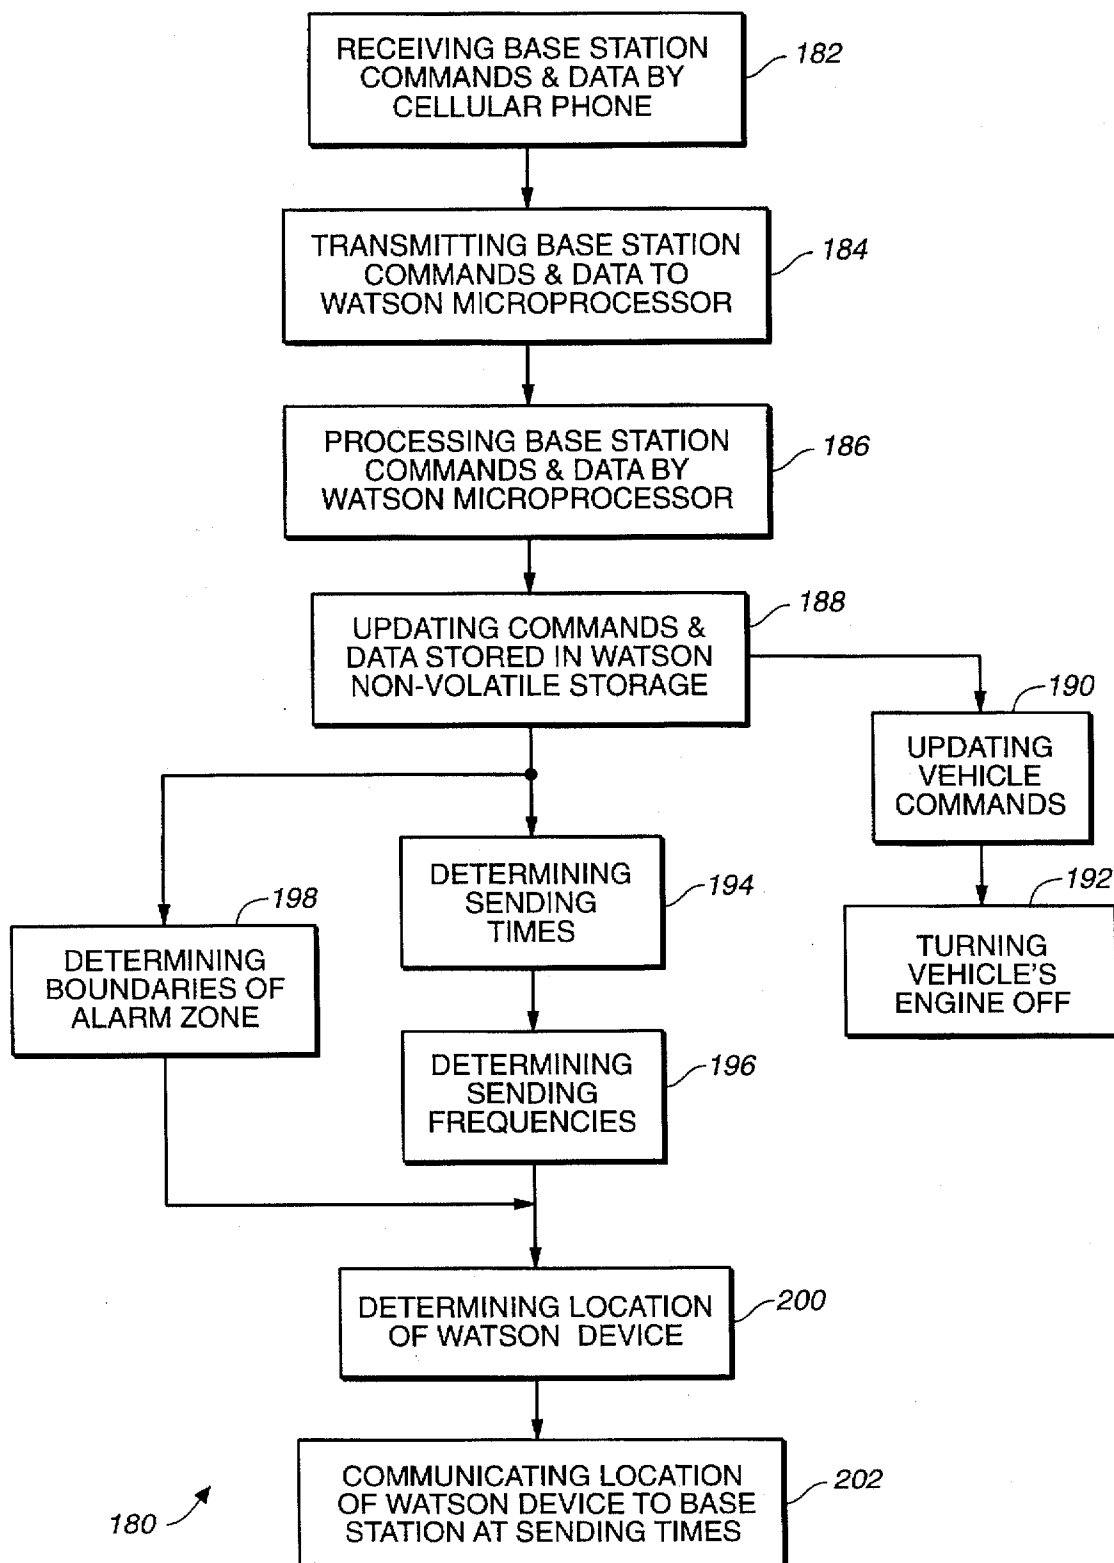 RECEIVING BASE STATION
COMMANDS & DATA BY
CELLULAR PHONE
182
TRANSMITTING BASE STATION
COMMANDS & DATA TO
WATSON MICROPROCESSOR
184
PROCESSING BASE STATION
COMMANDS & DATA BY
WATSON MICROPROCESSOR
186
UPDATING COMMANDS &
DATA STORED IN WATSON
NON-VOLATILE STORAGE
188
190
UPDATING
VEHICLE
COMMANDS
192
TURNING
VEHICLE'S
ENGINE OFF
DETERMINING
SENDING
TIMES
194
198
DETERMINING
BOUNDARIES OF
ALARM ZONE
DETERMINING
SENDING
FREQUENCIES
196
DETERMINING LOCATION
OF WATSON DEVICE
200
COMMUNICATING LOCATION
OF WATSON DEVICE TO BASE
STATION AT SENDING TIMES
202
180